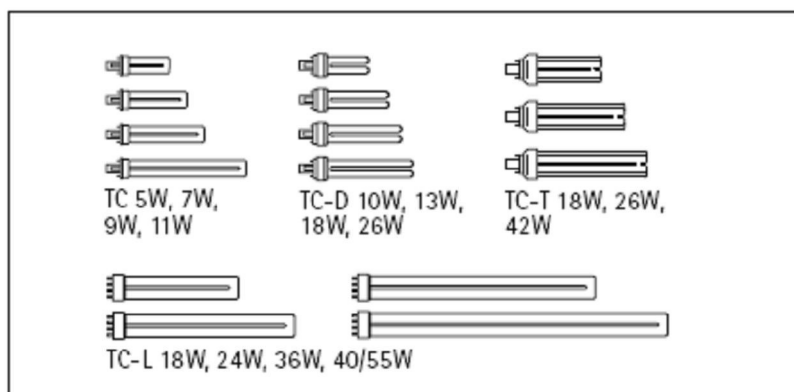 TC 5W, 7W,
9W, 11W
TC-D 10W, 13W,
18W, 26W
TC-T 18W, 26W,
42W
TC-L 18W, 24W, 36W, 40/55W